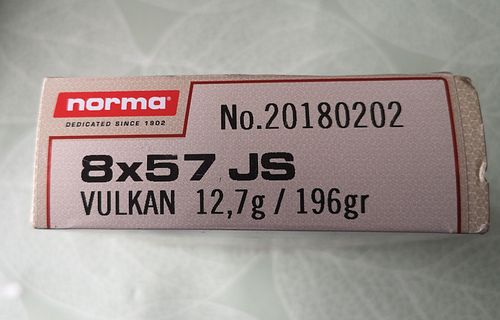 norma
DEDICATED SINCE 1902
No.20180202
8x57 JS
VULKAN 12,7g / 196gr